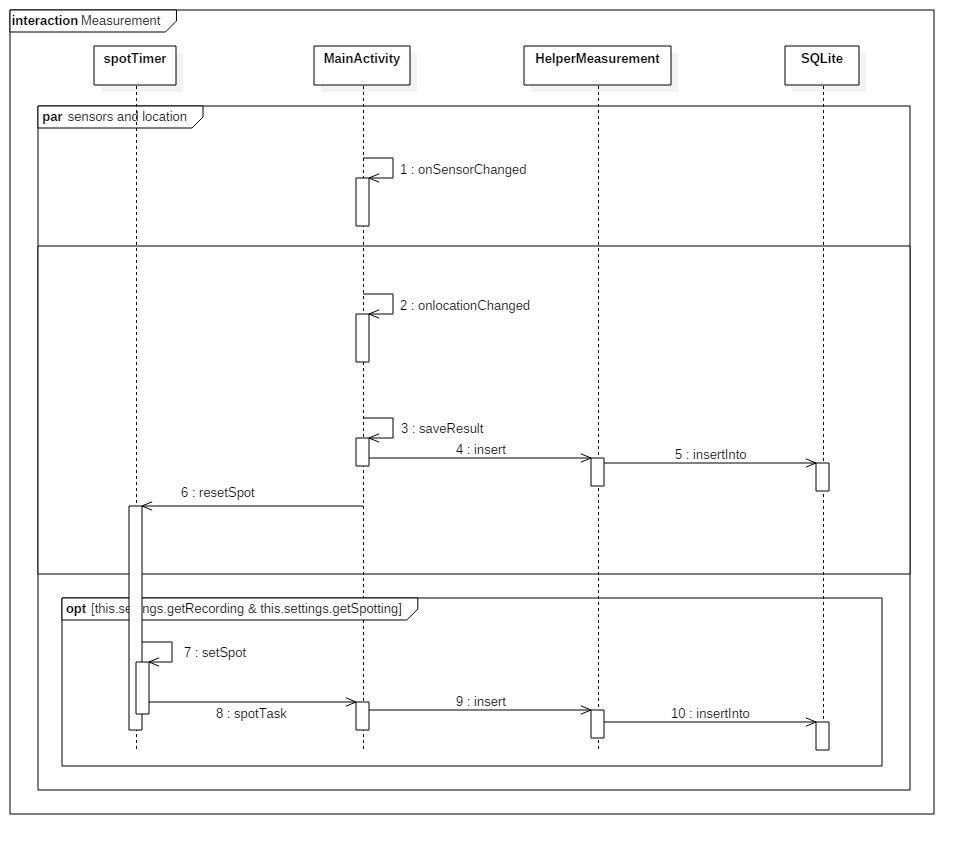 interaction Measurement
spotTimer
MainActivity
HelperMeasurement
SQLite
par sensors and location
1 : onSensorChanged
2 : onlocationChanged
3 : saveResult
4 : insert
5 : insertInto
6 : resetSpot
opt [this.settings.getRecording & this.settings.getSpotting]
7 : setSpot
8 : spotTask
9 : insert
10 : insertInto